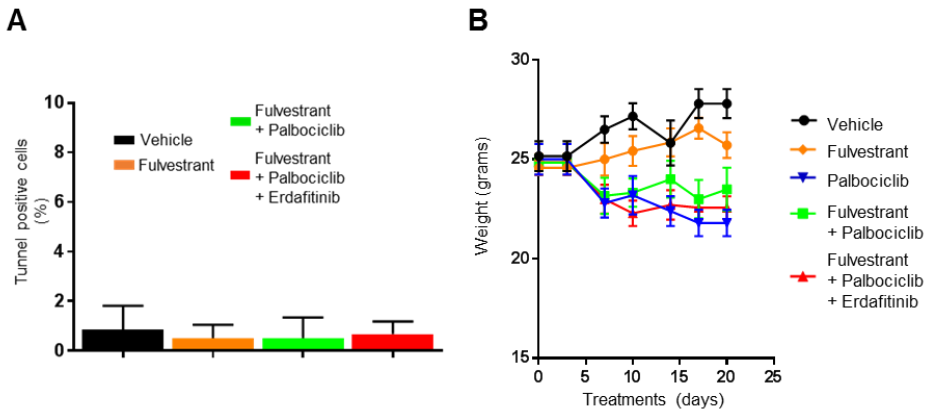 A
Tunnel positive cells
(%)
10
8
6
4
2
0
Vehicle
Fulvestrant
Fulvestrant
+ Palbociclib
Fulvestrant
+ Palbociclib
+ Erdafitinib
B
Weight (grams)
30
25
20
15
0
5
10
15
20
25
Treatments (days)
Vehicle
Fulvestrant
Palbociclib
Fulvestrant
+ Palbociclib
Fulvestrant
+ Palbociclib
+ Erdafitinib